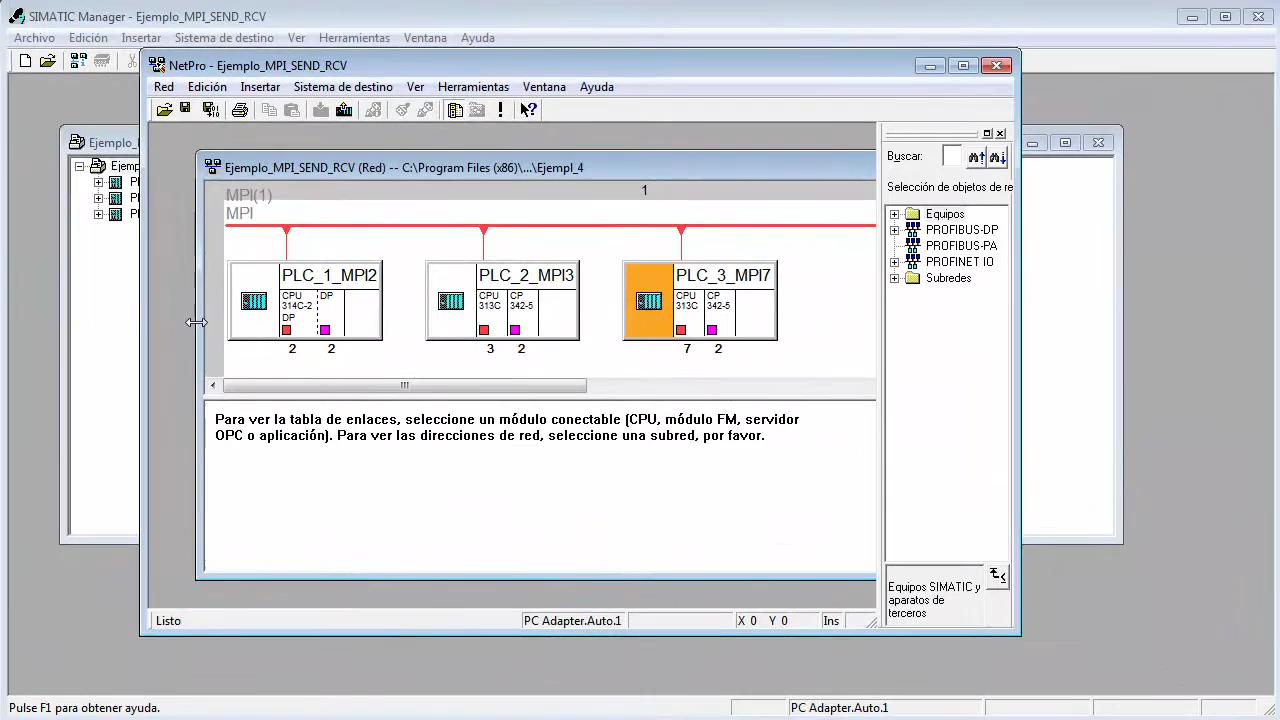 SIMATIC Manager - Ejemplo_MPI_SEND_RCV
Archivo Edición Insertar Sistema de destino Ver Herramientas Ventana Ayuda
Ejemplo_
Ejemp
NetPro - Ejemplo_MPI_SEND_RCV
Red Edición Insertar Sistema de destino Ver Herramientas Ventana Ayuda
Ejemplo_MPI_SEND_RCV (Red) -- C:\Program Files (x86)\...\Ejempl_4
1
MPI(1)
MPI
PLC_1_MPI2
CPU
314C-2
DP
DP
2 2
PLC_2_MPI3
CPU
313C
CP
342-5
3 2
PLC_3_MPI7
CPU
313C
CP
342-5
7 2
Para ver la tabla de enlaces, seleccione un módulo conectable (CPU, módulo FM, servidor
OPC o aplicación). Para ver las direcciones de red, seleccione una subred, por favor.
Buscar:
Selección de objetos de re
Equipos
PROFIBUS-DP
PROFIBUS-PA
PROFINET IO
Subredes
Equipos SIMATIC y
aparatos de
terceros
Listo PC Adapter.Auto.1 X 0 Y 0 Ins
Pulse F1 para obtener ayuda. PC Adapter.Auto.1